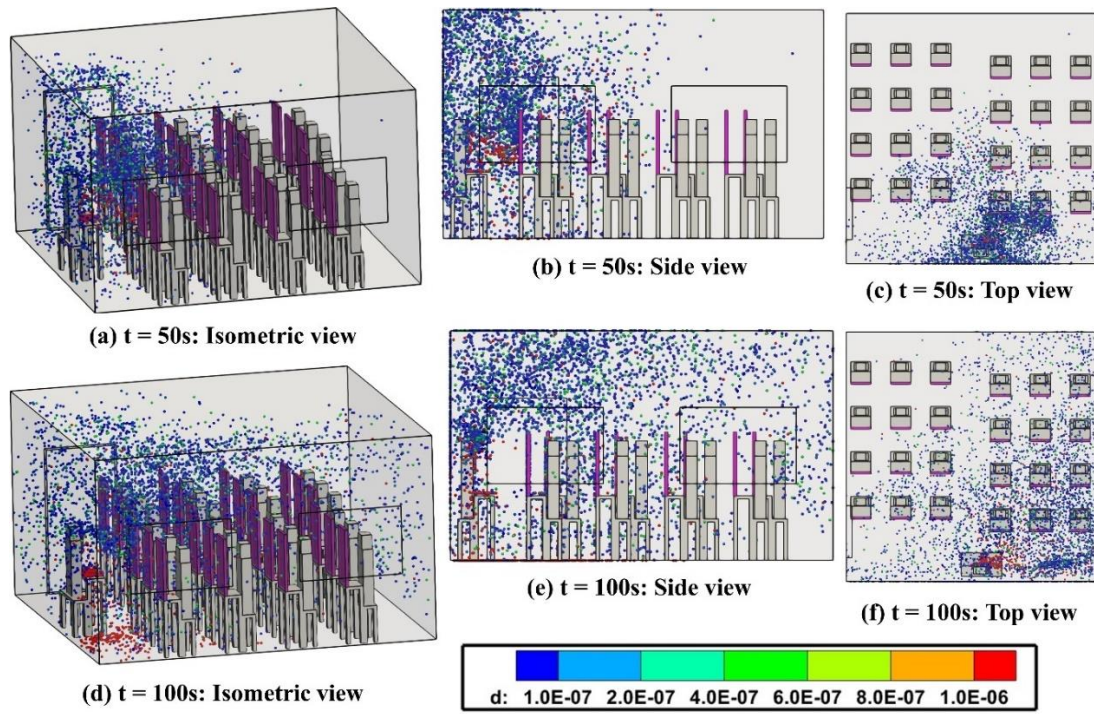 (a) t = 50s: Isometric view
(b) t = 50s: Side view
(c) t = 50s: Top view
(d) t = 100s: Isometric view
(e) t = 100s: Side view
(f) t = 100s: Top view
d: 1.0E-07 2.0E-07 4.0E-07 6.0E-07 8.0E-07 1.0E-06